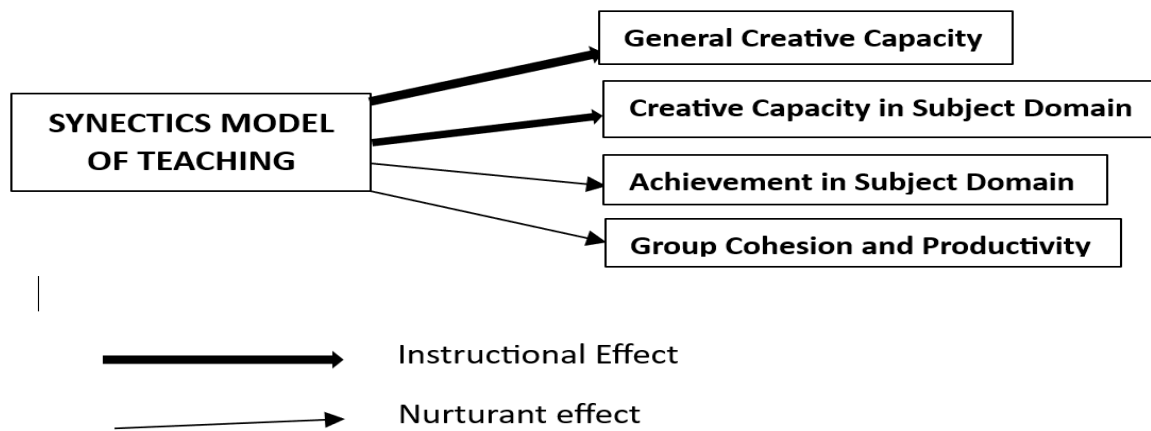 General Creative Capacity
SYNECTICS MODEL
OF TEACHING
Creative Capacity in Subject Domain
Achievement in Subject Domain
Group Cohesion and Productivity
Instructional Effect
Nurturant effect